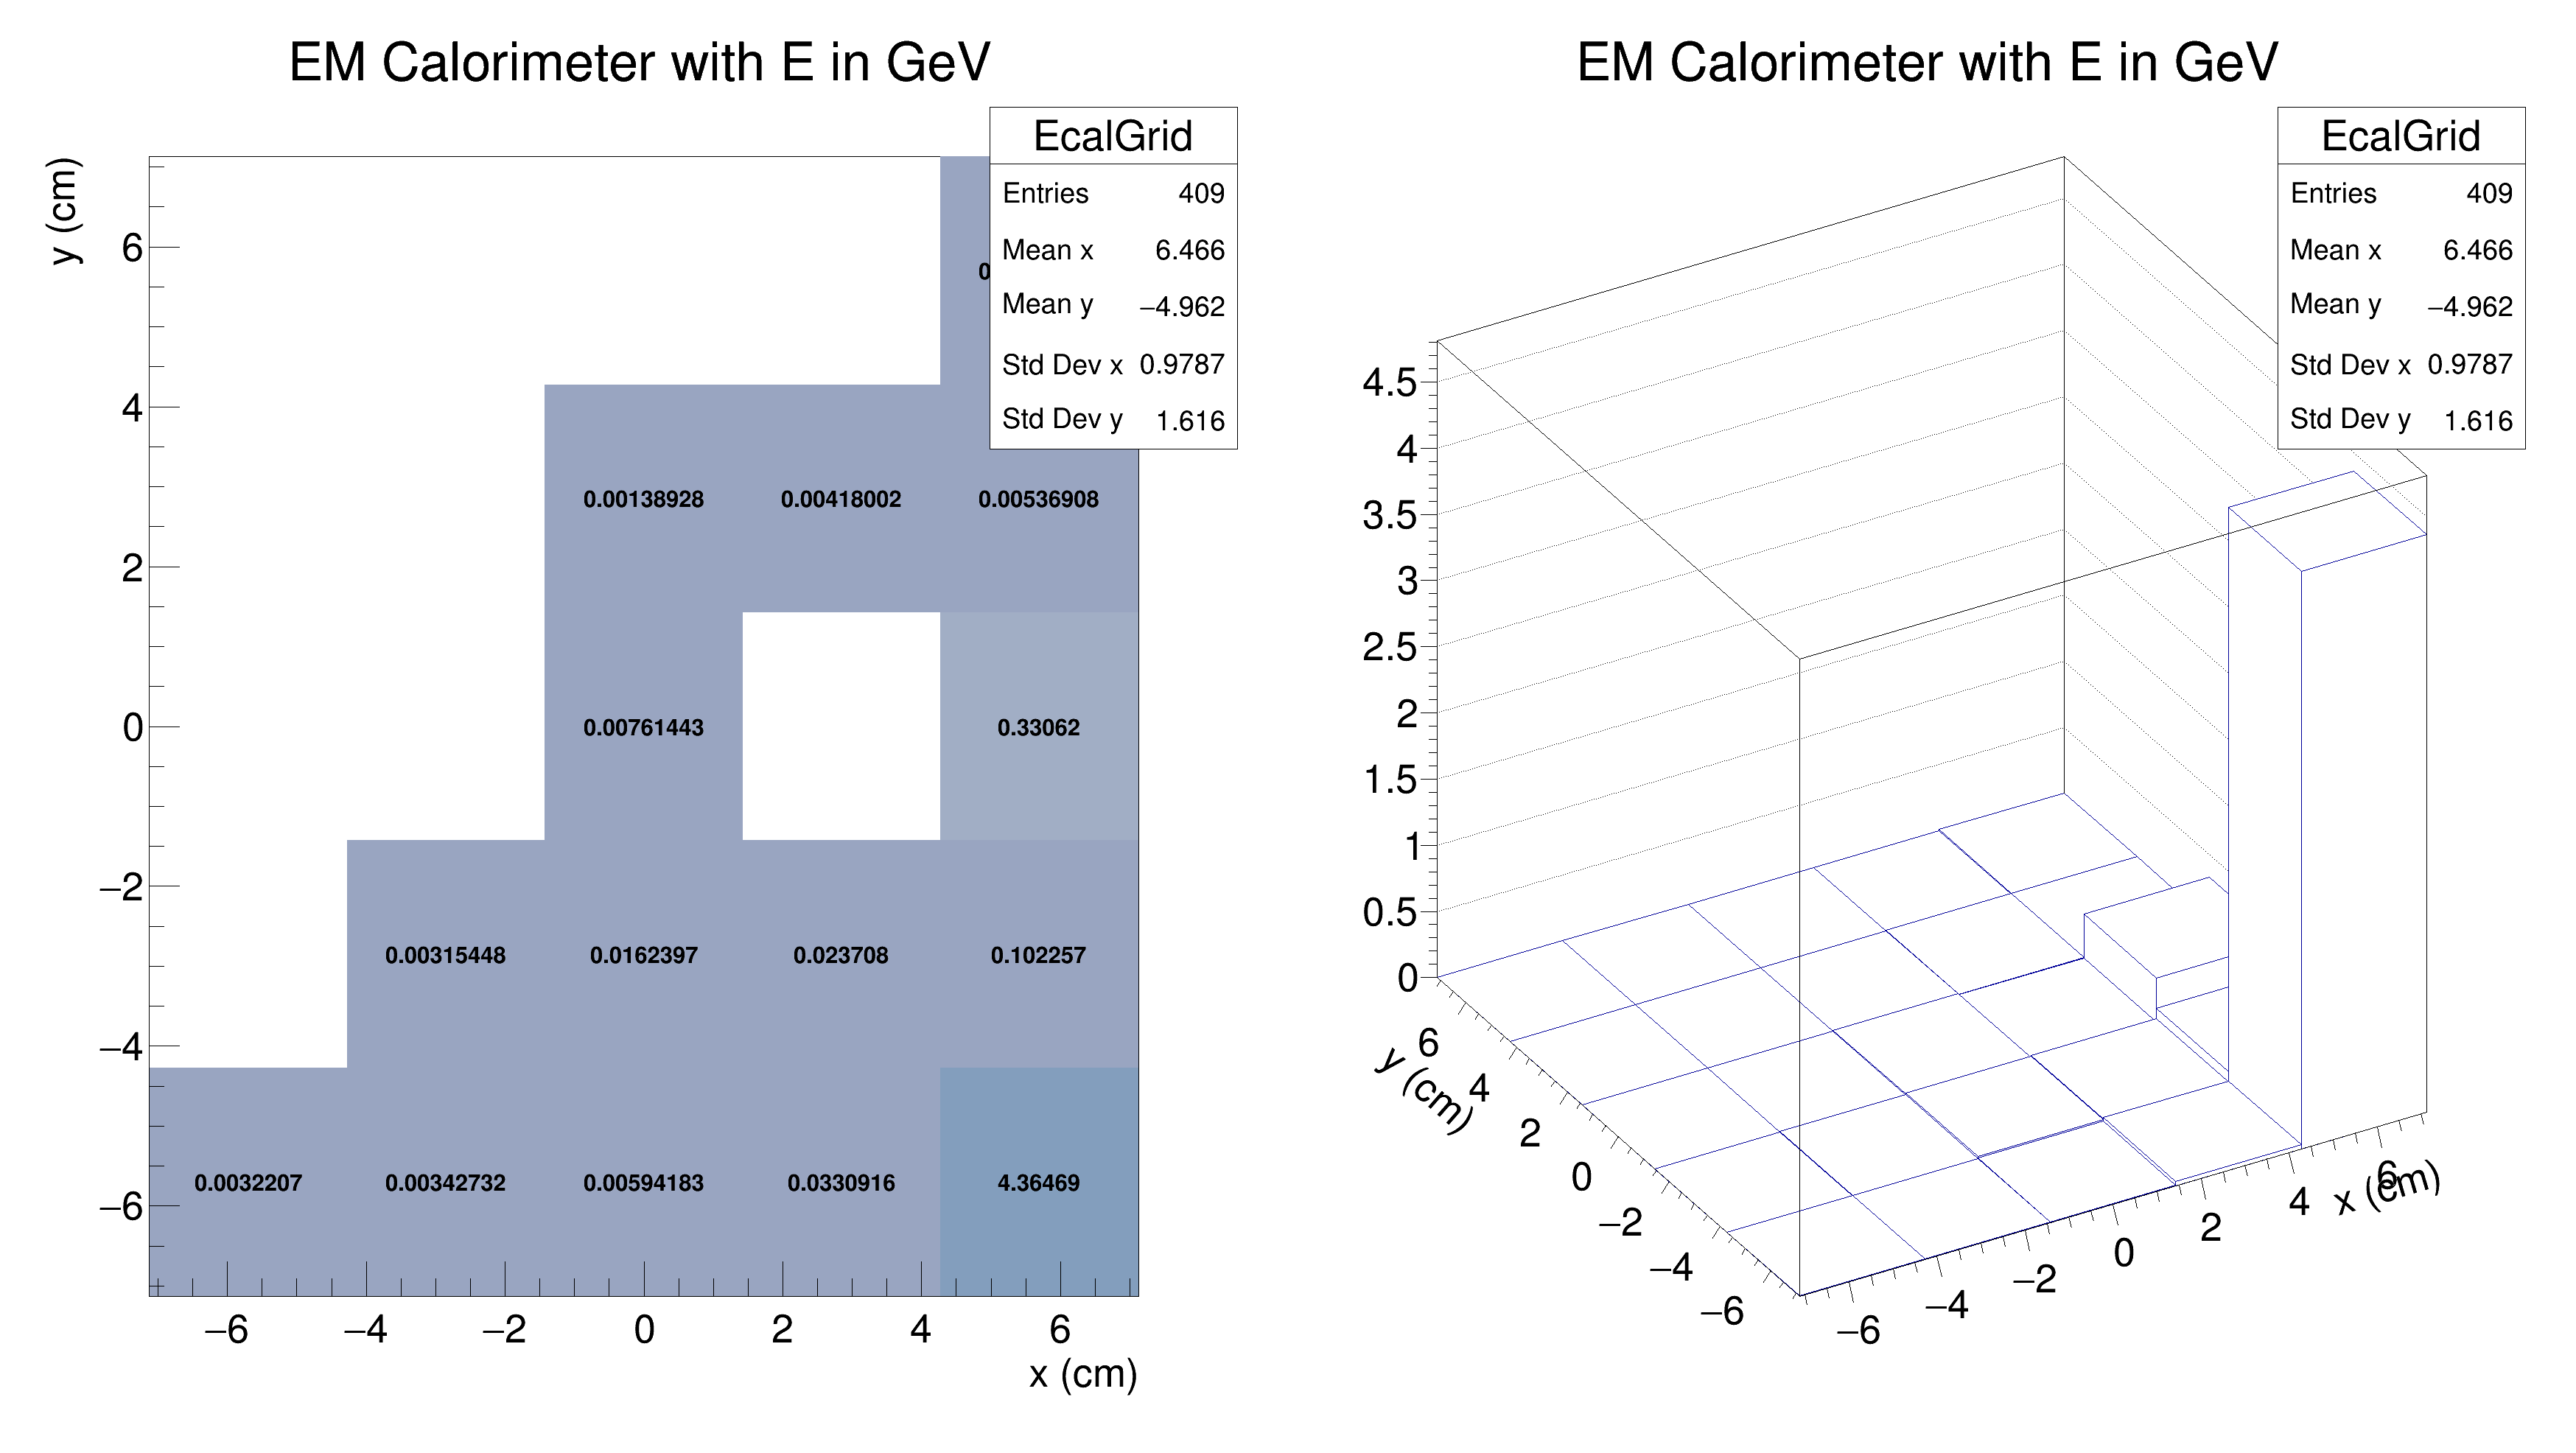 EM Calorimeter with E in GeV
y (cm)
EcalGrid
Entries 409
Mean x 6.466
Mean y −4.962
Std Dev x 0.9787
Std Dev y 1.616
6
4
2
0
−2
−4
−6
0.00138928 0.00418002 0.00536908
0.00761443 0.33062
0.00315448 0.0162397 0.023708 0.102257
0.0032207 0.00342732 0.00594183 0.0330916 4.36469
−6 −4 −2 0 2 4 6
x (cm)
EM Calorimeter with E in GeV
EcalGrid
Entries 409
Mean x 6.466
Mean y −4.962
Std Dev x 0.9787
Std Dev y 1.616
4.5
4
3.5
3
2.5
2
1.5
1
0.5
0
y (cm)
6
4
2
0
−2
−4
−6
−6
−4
−2
0
2
4
6
x (cm)